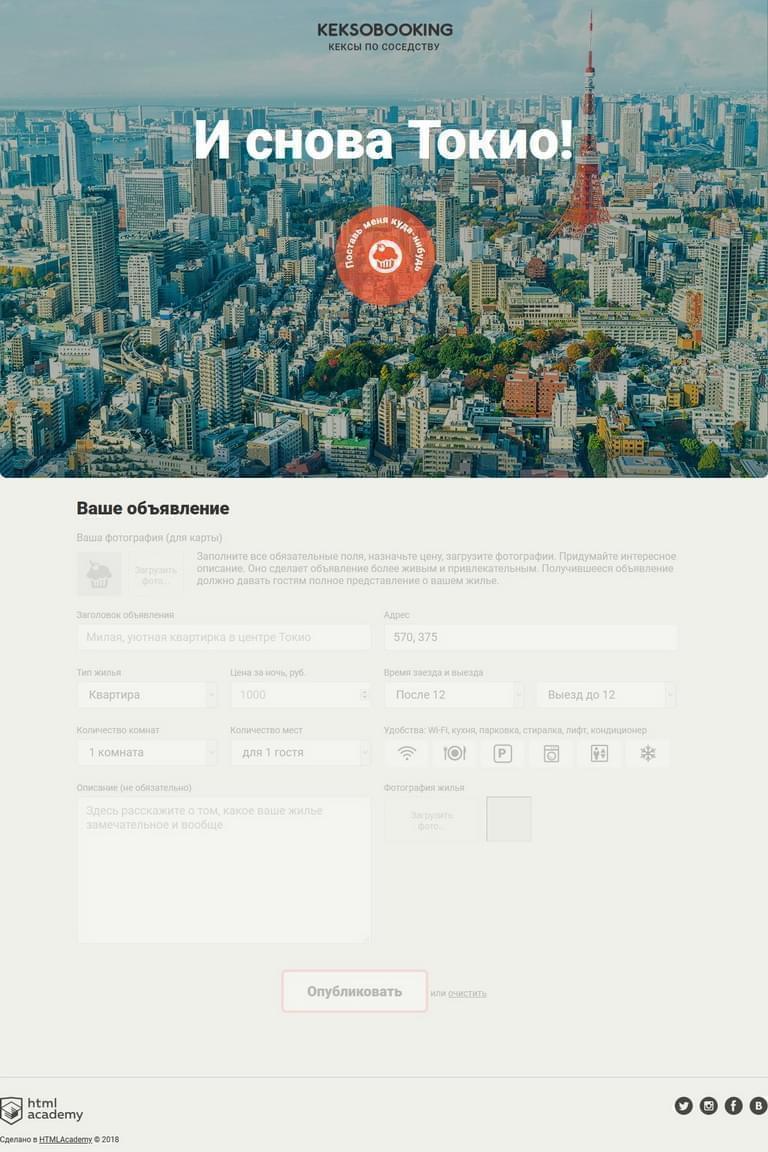 KEKSOBOOKING
КЕКСЫ ПО СОСЕДСТВУ
И снова Токио!
Поставь меня куда-нибудь
Ваше объявление
Ваша фотография (для карты)
Загрузить
фото...
Заполните все обязательные поля, назначьте цену, загрузите фотографии. Придумайте интересное
описание. Оно сделает объявление более живым и привлекательным. Получившееся объявление
должно давать гостям полное представление о вашем жилье.
Заголовок объявления
Адрес
Милая, уютная квартирка в центре Токио
570, 375
Тип жилья
Цена за ночь, руб.
Время заезда и выезда
Квартира
1000
После 12
Выезд до 12
Количество комнат
Количество мест
Удобства: Wi-Fi, кухня, парковка, стиралка, лифт, кондиционер
1 комната
для 1 гостя
P
Описание (не обязательно)
Фотография жилья
Здесь расскажите о том, какое ваше жилье
замечательное и вообще
Загрузить
фото...
Опубликовать или очистить
html
academy
Сделано в HTMLAcademy © 2018